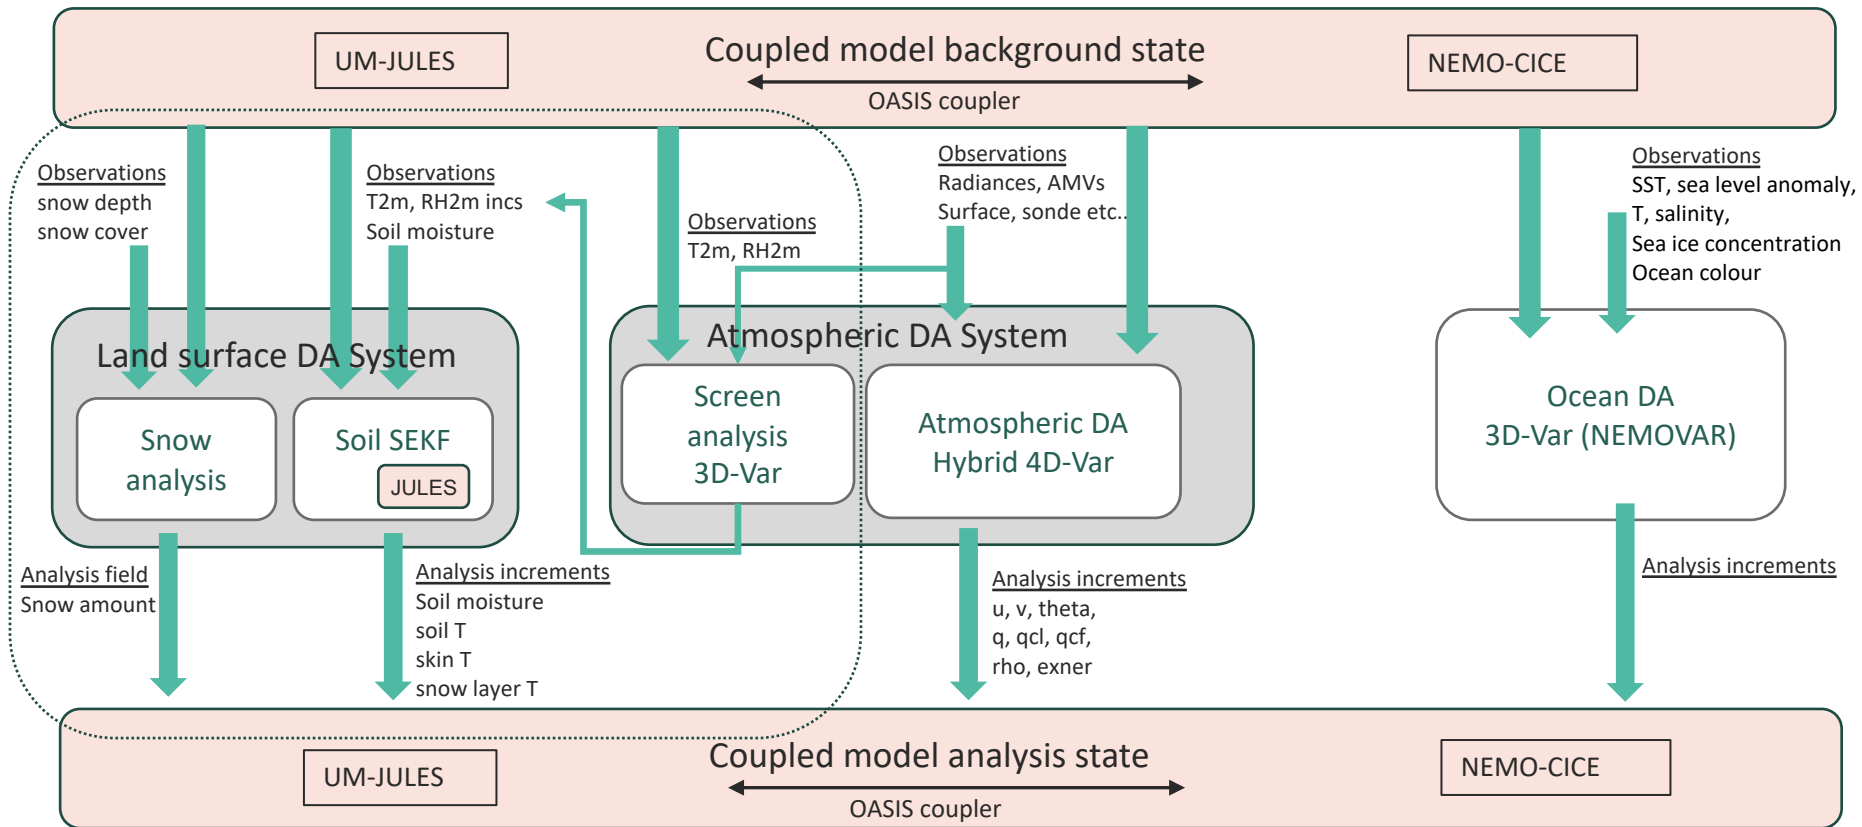 UM-JULES
Coupled model background state
OASIS coupler
NEMO-CICE
Observations
snow depth
snow cover
Observations
T2m, RH2m incs
Soil moisture
Observations
T2m, RH2m
Observations
Radiances, AMVs
Surface, sonde etc..
Observations
SST, sea level anomaly,
T, salinity,
Sea ice concentration
Ocean colour
Land surface DA System
Snow
analysis
Soil SEKF
JULES
Atmospheric DA System
Screen
analysis
3D-Var
Atmospheric DA
Hybrid 4D-Var
Ocean DA
3D-Var (NEMOVAR)
Analysis field
Snow amount
Analysis increments
Soil moisture
soil T
skin T
snow layer T
Analysis increments
u, v, theta,
q, qcl, qcf,
rho, exner
Analysis increments
UM-JULES
Coupled model analysis state
OASIS coupler
NEMO-CICE